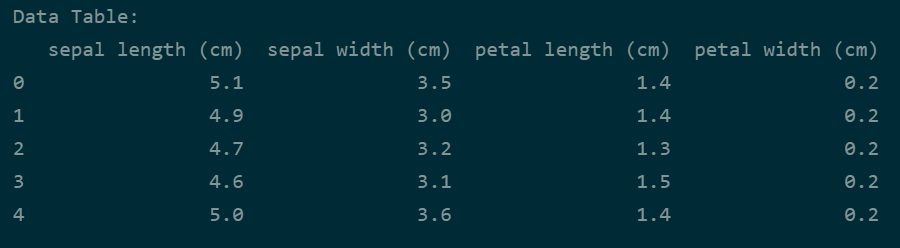 Data Table:
   sepal length (cm)  sepal width (cm)  petal length (cm)  petal width (cm)
0                5.1               3.5                1.4               0.2
1                4.9               3.0                1.4               0.2
2                4.7               3.2                1.3               0.2
3                4.6               3.1                1.5               0.2
4                5.0               3.6                1.4               0.2